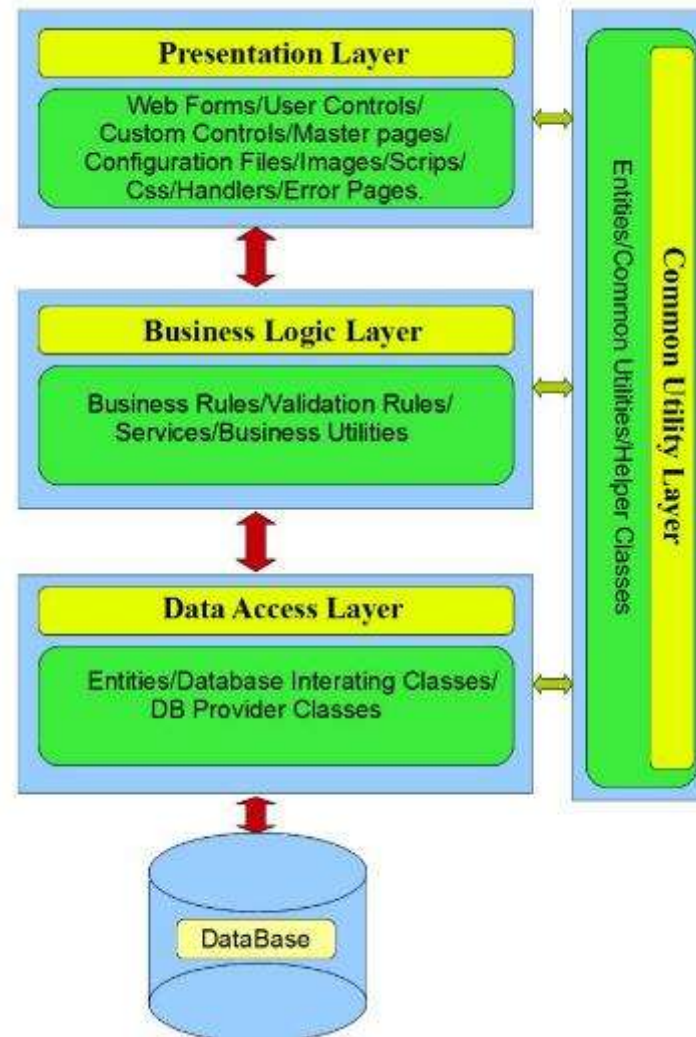 Presentation Layer
Web Forms/User Controls/
Custom Controls/Master pages/
Configuration Files/Images/Scrips/
Css/Handlers/Error Pages.
Business Logic Layer
Business Rules/Validation Rules/
Services/Business Utilities
Data Access Layer
Entities/Database Interating Classes/
DB Provider Classes
DataBase
Common Utility Layer
Entities/Common Utilities/Helper Classes